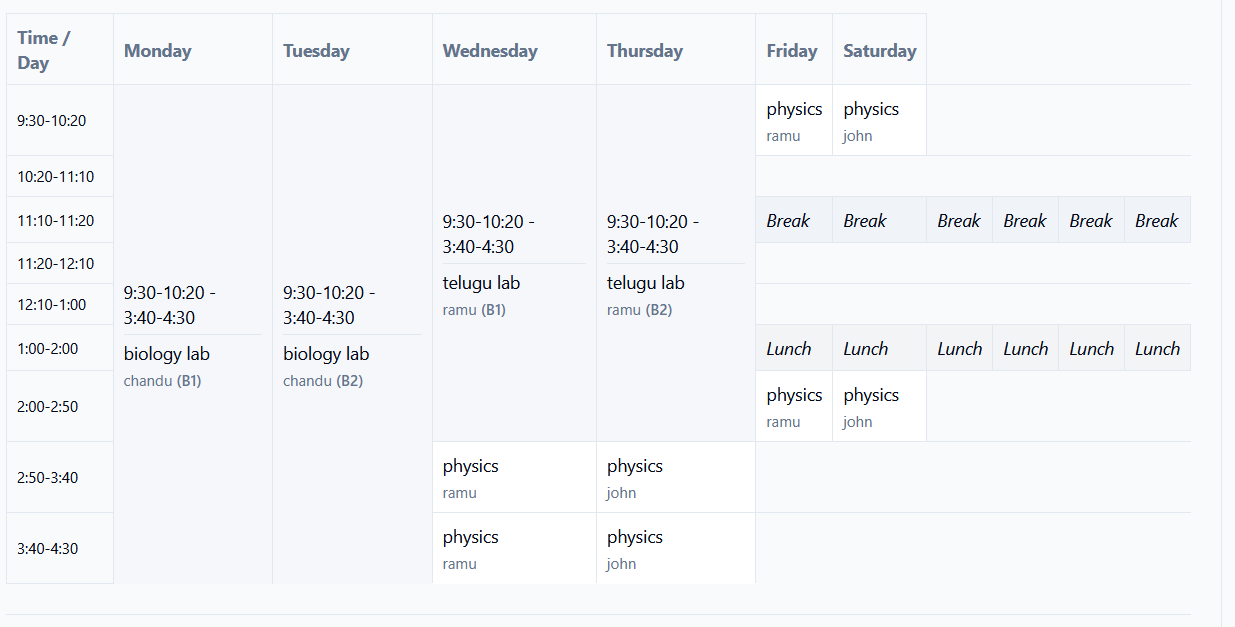 Time / Day Monday Tuesday Wednesday Thursday Friday Saturday
9:30-10:20 physics physics
ramu john
10:20-11:10
11:10-11:20 Break Break Break Break Break Break
11:20-12:10
12:10-1:00
1:00-2:00 Lunch Lunch Lunch Lunch Lunch Lunch
2:00-2:50 physics physics
ramu john
9:30-10:20 -
3:40-4:30
biology lab
chandu (B1)
9:30-10:20 -
3:40-4:30
biology lab
chandu (B2)
9:30-10:20 -
3:40-4:30
telugu lab
ramu (B1)
9:30-10:20 -
3:40-4:30
telugu lab
ramu (B2)
2:50-3:40 physics physics
ramu john
3:40-4:30 physics physics
ramu john